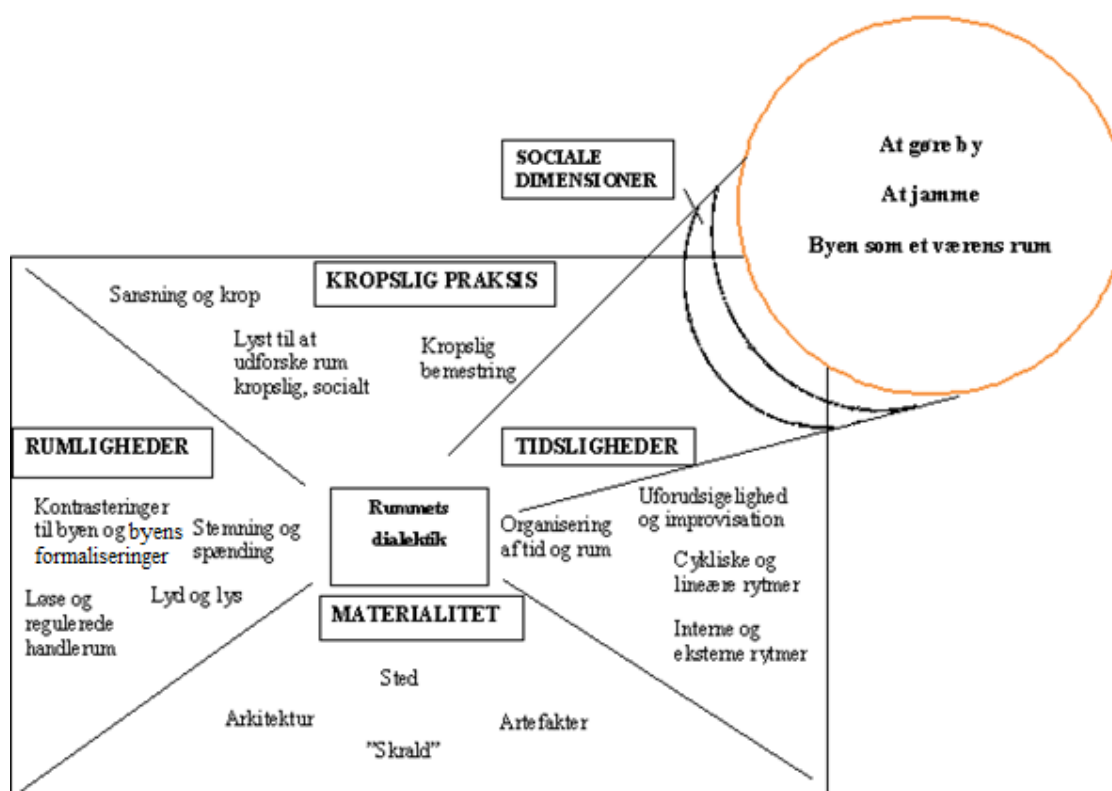 SOCIALE
DIMENSIONER
At gøre by
At jamme
Byen som et værens rum
KROPSLIG PRAKSIS
Sansning og krop
Lyst til at
udforske rum
kropslig, socialt
Kropslig
bemestring
RUMLIGHEDER
Kontrasteringer
til byen og byens
formaliseringer
Stemning og
spænding
Løse og
regulerede
handlerum
Lyd og lys
Rummets
dialektik
TIDSLIGHEDER
Organisering
af tid og rum
Uforudsigelighed
og improvisation
Cykliske og
lineære rytmer
Interne og
eksterne rytmer
MATERIALITET
Sted
Arkitektur
Artefakter
”Skrald”